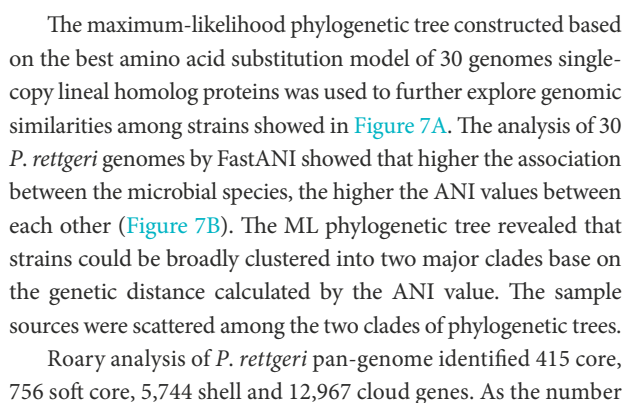 The maximum-likelihood phylogenetic tree constructed based
on the best amino acid substitution model of 30 genomes single-
copy lineal homolog proteins was used to further explore genomic
similarities among strains showed in Figure 7A. The analysis of 30
P. rettgeri genomes by FastANI showed that higher the association
between the microbial species, the higher the ANI values between
each other (Figure 7B). The ML phylogenetic tree revealed that
strains could be broadly clustered into two major clades base on
the genetic distance calculated by the ANI value. The sample
sources were scattered among the two clades of phylogenetic trees.
Roary analysis of P. rettgeri pan-genome identified 415 core,
756 soft core, 5,744 shell and 12,967 cloud genes. As the number